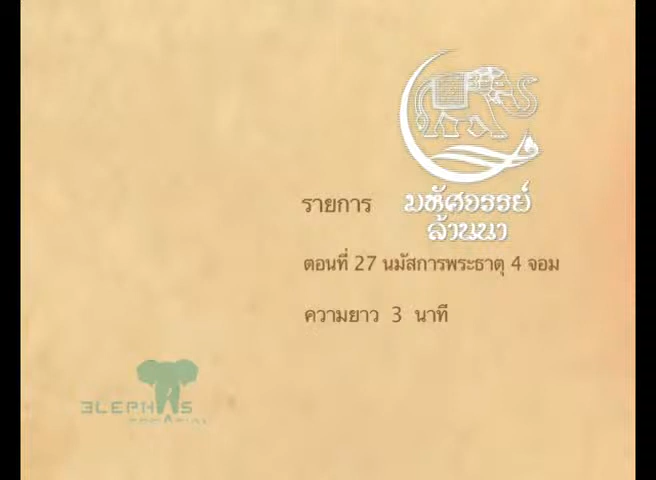 รายการ มหัศจรรย์
ล้านนา
ตอนที่ 27 นมัสการพระธาตุ 4 จอม
ความยาว 3 นาที
ELEPHAS
CREATION